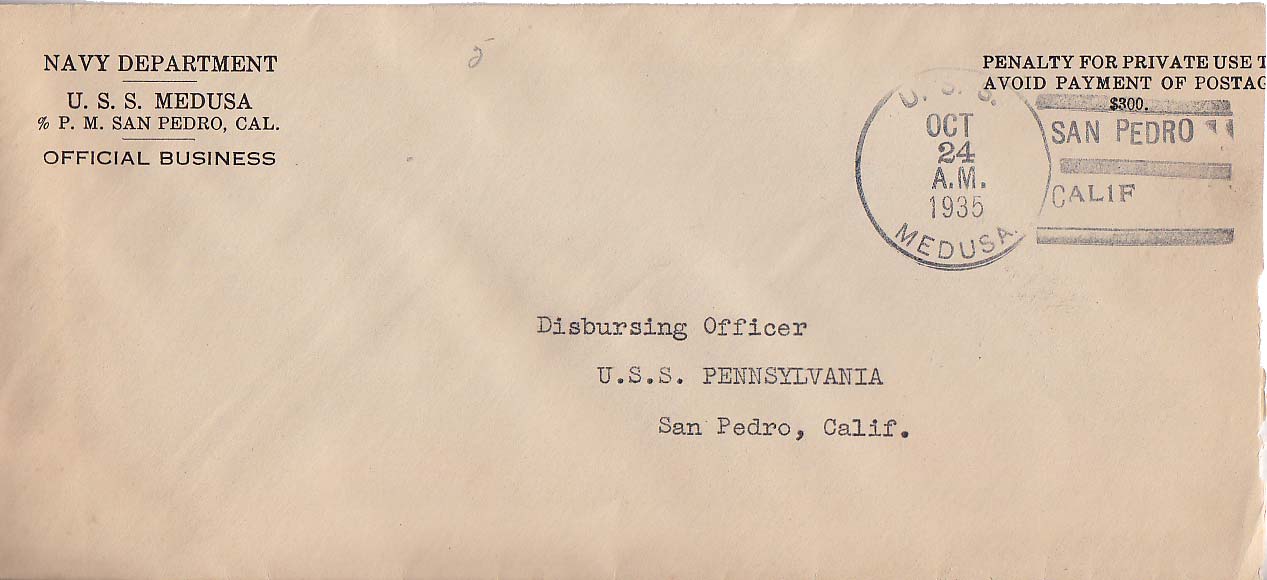 NAVY DEPARTMENT
U. S. S. MEDUSA
% P. M. SAN PEDRO, CAL.
OFFICIAL BUSINESS
PENALTY FOR PRIVATE USE T
AVOID PAYMENT OF POSTAG
$300.
U. S. S.
OCT
24
A.M.
1935
MEDUSA.
SAN PEDRO
CALIF
Disbursing Officer
U.S.S. PENNSYLVANIA
San Pedro, Calif.